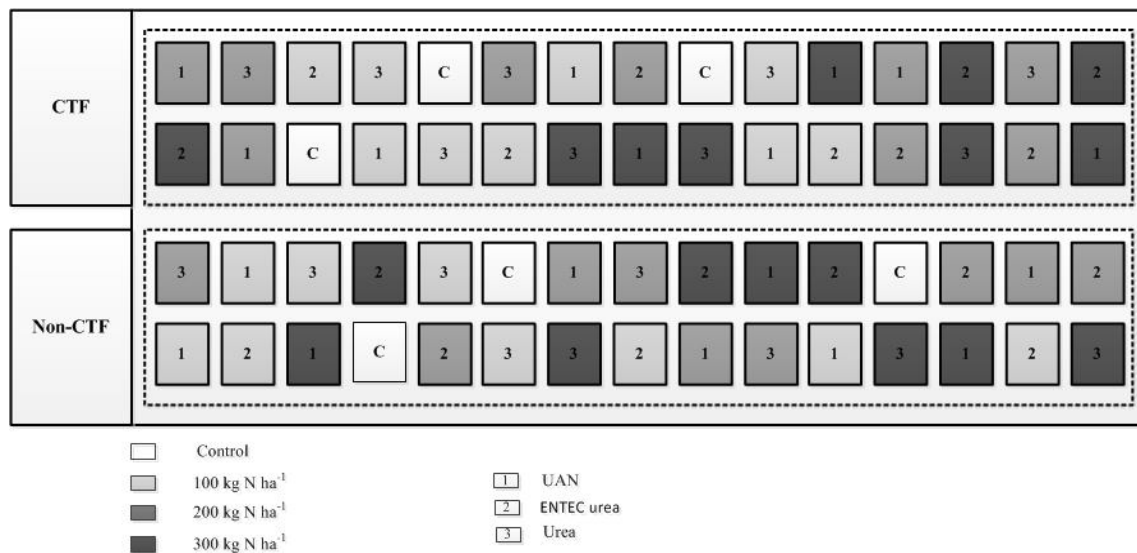 1 3 2 3 C 3 1 2 C 3 1 1 2 3 2
CTF
2 1 C 1 3 2 3 1 3 1 2 2 3 2 1
3 1 3 2 3 C 1 3 2 1 2 C 2 1 2
Non-CTF
1 2 1 C 2 3 3 2 1 3 1 3 1 2 3
Control
100 kg N ha⁻¹
1 UAN
200 kg N ha⁻¹
2 ENTEC urea
300 kg N ha⁻¹
3 Urea